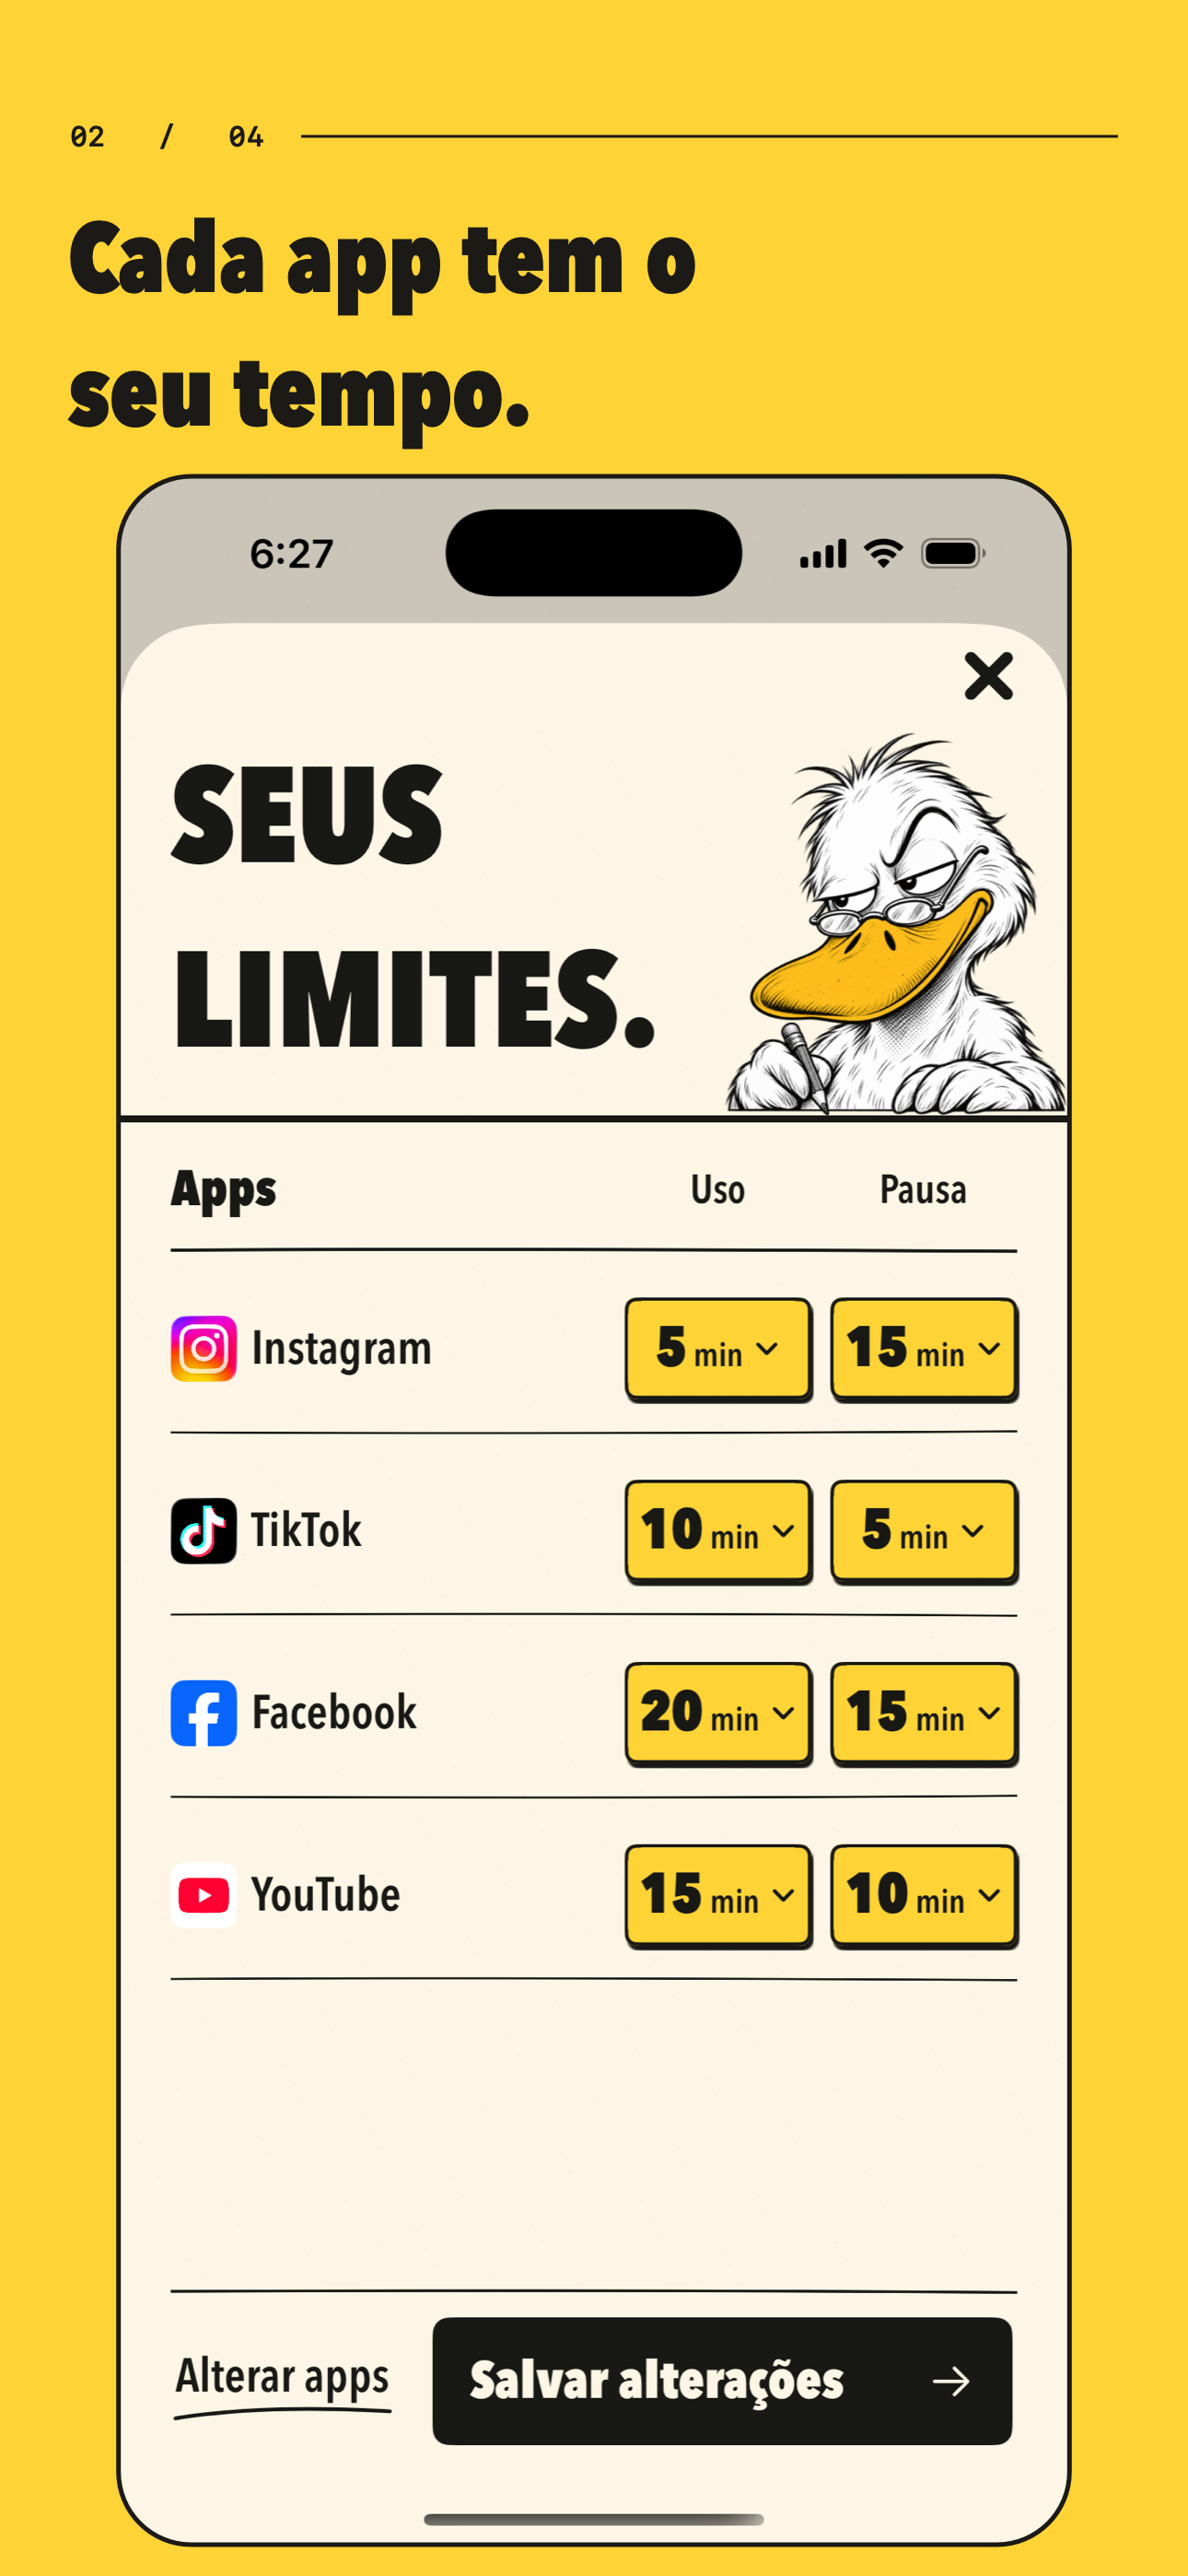 02 / 04
Cada app tem o
seu tempo.
6:27
SEUS
LIMITES.
Apps Uso Pausa
Instagram 5 min 15 min
TikTok 10 min 5 min
Facebook 20 min 15 min
YouTube 15 min 10 min
Alterar apps Salvar alterações →